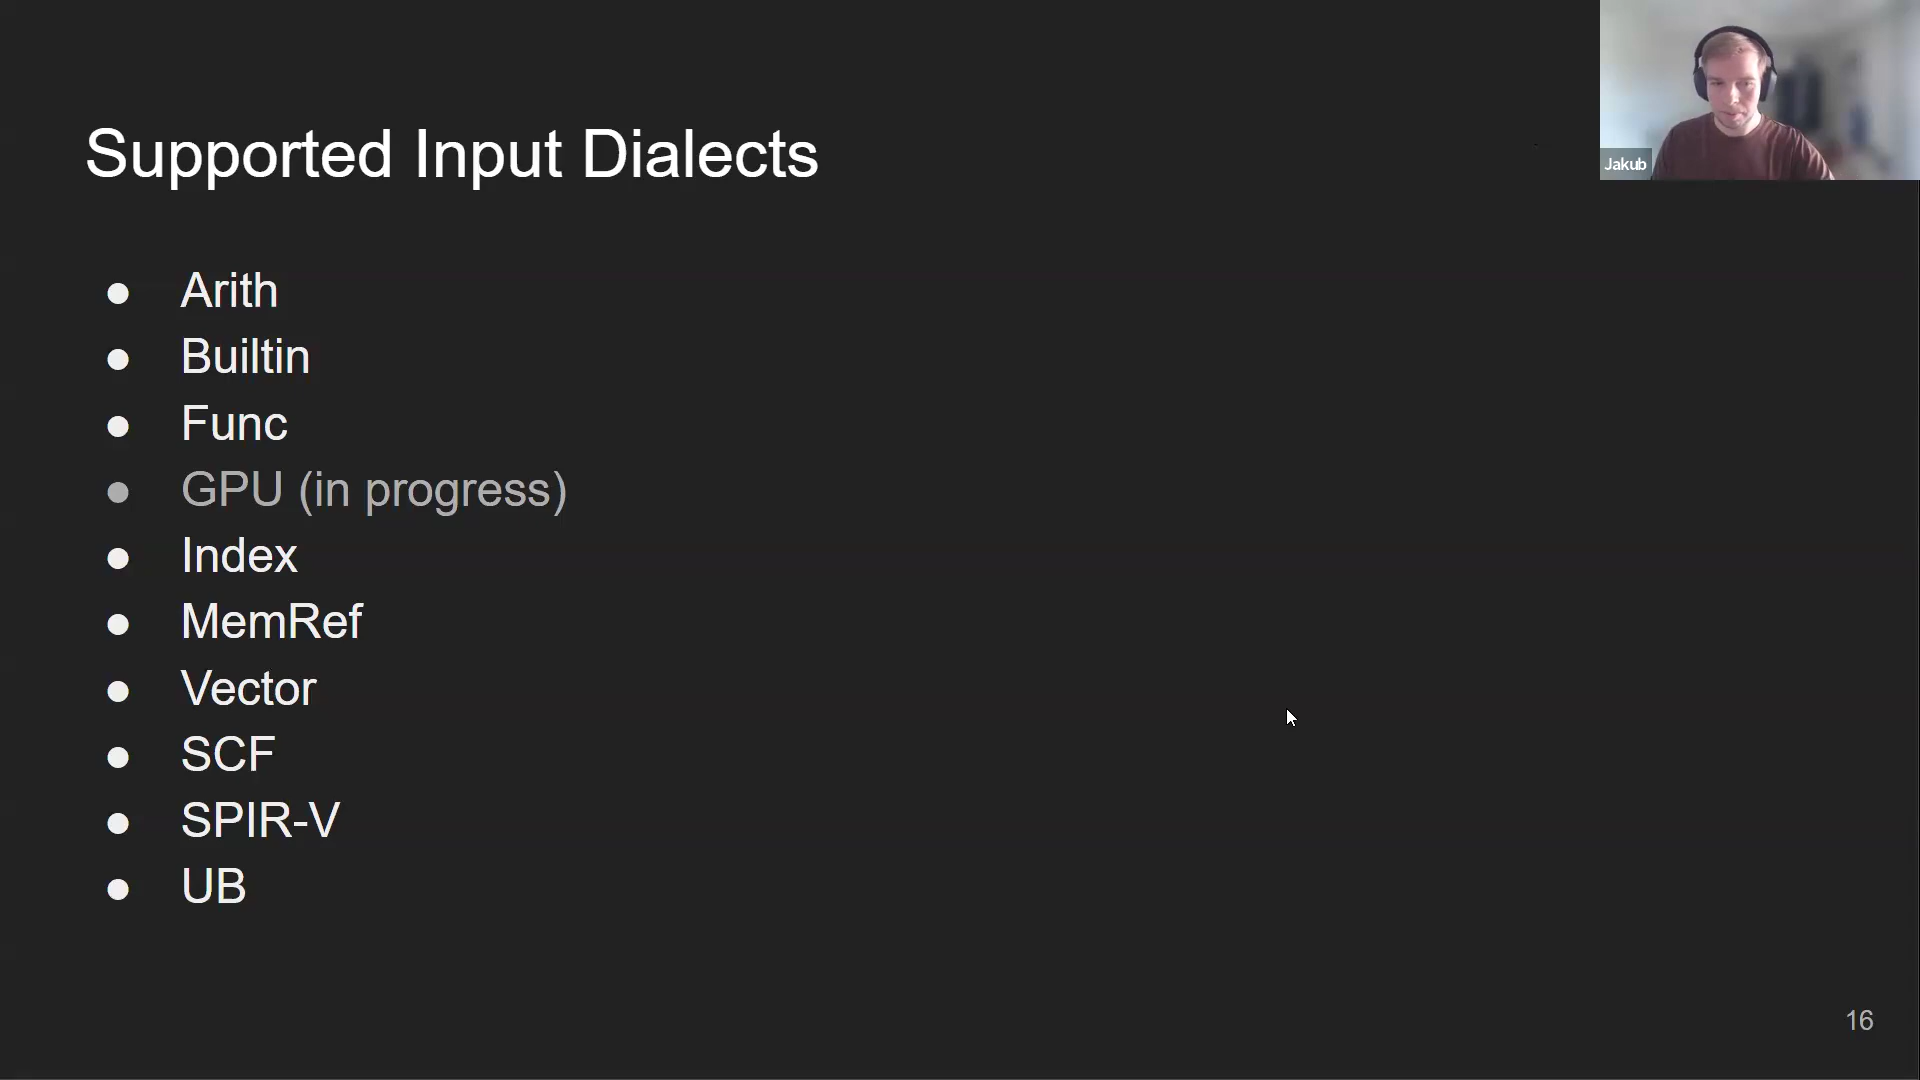 Supported Input Dialects
Jakub
● Arith
● Builtin
● Func
● GPU (in progress)
● Index
● MemRef
● Vector
● SCF
● SPIR-V
● UB
16